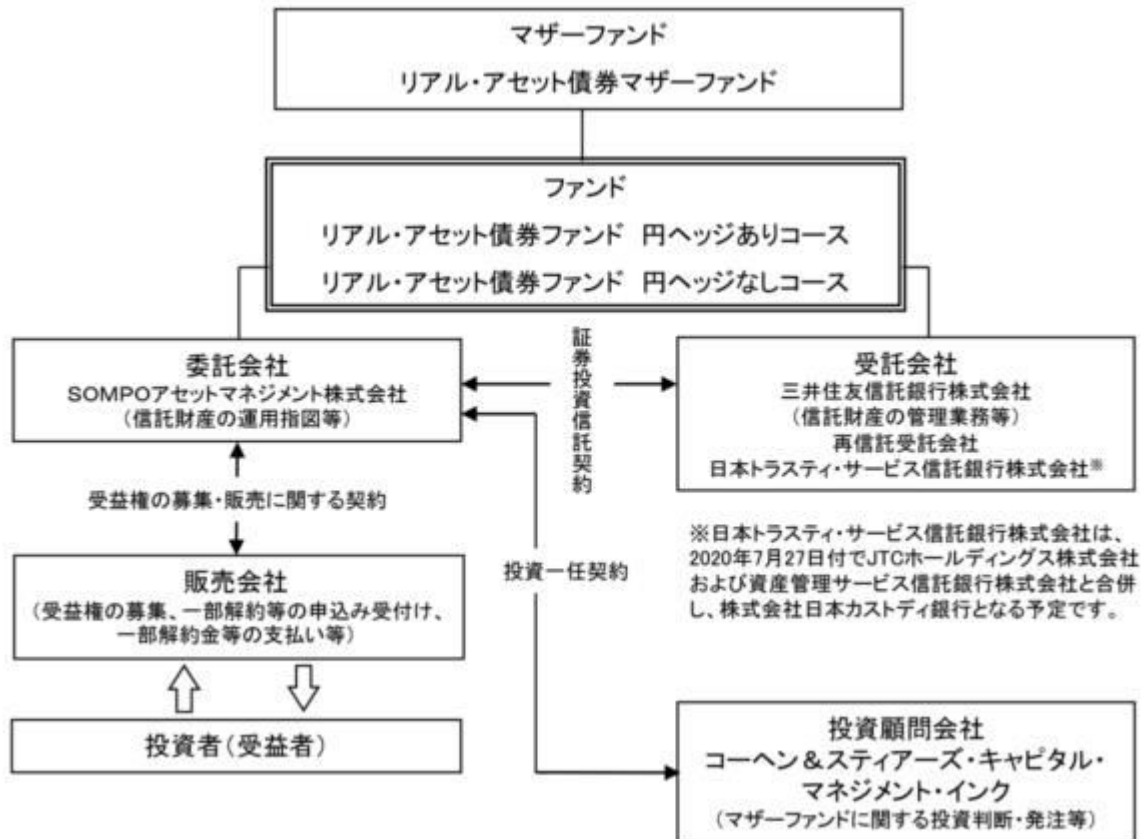 マザーファンド
リアル・アセット債券マザーファンド
ファンド
リアル・アセット債券ファンド 円ヘッジありコース
リアル・アセット債券ファンド 円ヘッジなしコース
委託会社
SOMPOアセットマネジメント株式会社
(信託財産の運用指図等)
証券投資信託契約
受託会社
三井住友信託銀行株式会社
(信託財産の管理業務等)
再信託受託会社
日本トラスティ・サービス信託銀行株式会社※
受益権の募集・販売に関する契約
※日本トラスティ・サービス信託銀行株式会社は、
2020年7月27日付でJTCホールディングス株式会社
および資産管理サービス信託銀行株式会社と合併
し、株式会社日本カストディ銀行となる予定です。
販売会社
(受益権の募集、一部解約等の申込み受付け、
一部解約金等の支払い等)
投資一任契約
投資者(受益者)
投資顧問会社
コーヘン&スティアーズ・キャピタル・
マネジメント・インク
(マザーファンドに関する投資判断・発注等)